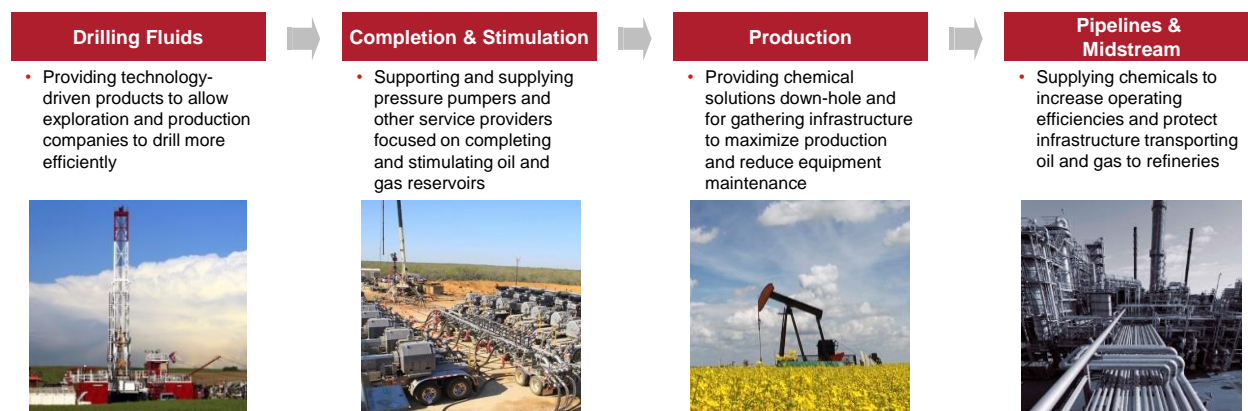 Drilling Fluids
• Providing technology-
driven products to allow
exploration and production
companies to drill more
efficiently
Completion & Stimulation
• Supporting and supplying
pressure pumpers and
other service providers
focused on completing
and stimulating oil and
gas reservoirs
Production
• Providing chemical
solutions down-hole and
for gathering infrastructure
to maximize production
and reduce equipment
maintenance
Pipelines &
Midstream
• Supplying chemicals to
increase operating
efficiencies and protect
infrastructure transporting
oil and gas to refineries